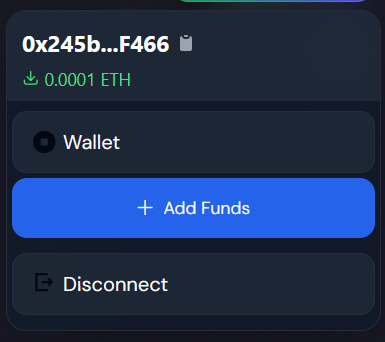 0x245b...F466
0.0001 ETH
Wallet
Add Funds
Disconnect